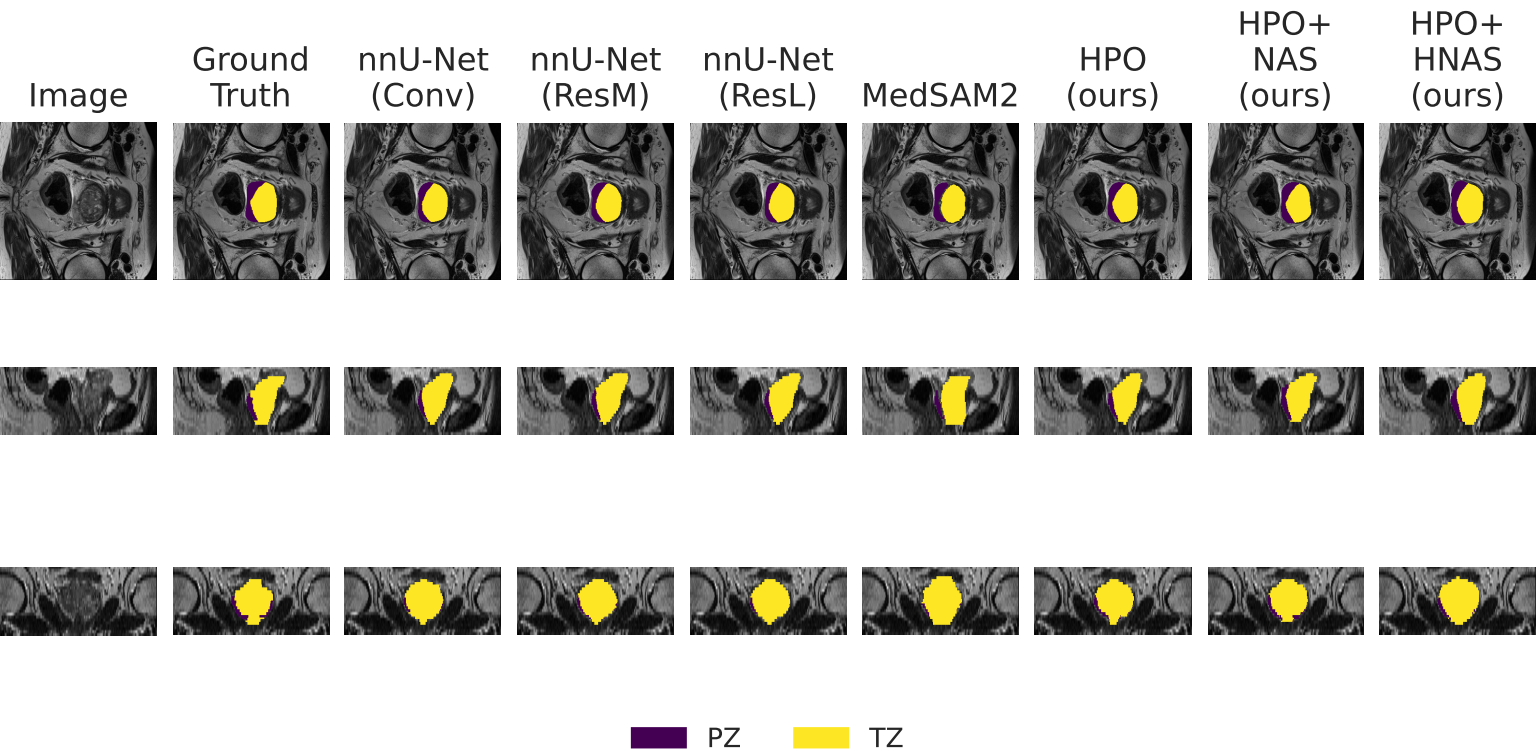 Image
Ground
Truth
nnU-Net
(Conv)
nnU-Net
(ResM)
nnU-Net
(ResL)
MedSAM2
HPO
(ours)
HPO+
NAS
(ours)
HPO+
HNAS
(ours)
PZ
TZ